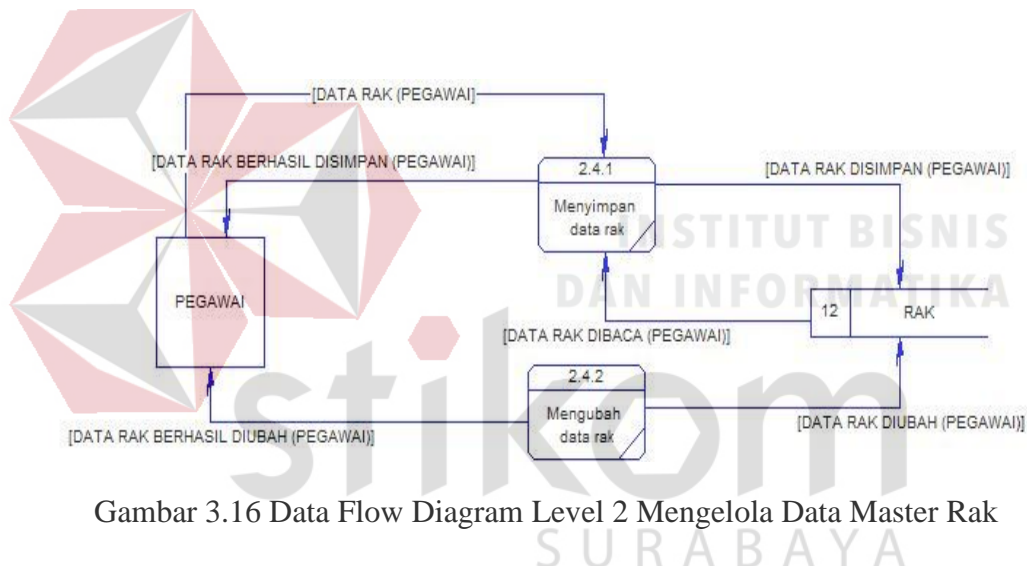 [DATA RAK (PEGAWAI]
[DATA RAK BERHASIL DISIMPAN (PEGAWAI)]
2.4.1
Menyimpan
data rak
[DATA RAK DISIMPAN (PEGAWAI)]
INSTITUT BISNIS
DAN INFORMATIKA
PEGAWAI
12
RAK
[DATA RAK DIBACA (PEGAWAI)]
2.4.2
Mengubah
data rak
[DATA RAK BERHASIL DIUBAH (PEGAWAI)]
[DATA RAK DIUBAH (PEGAWAI)]
stikom
Gambar 3.16 Data Flow Diagram Level 2 Mengelola Data Master Rak
SURABAYA